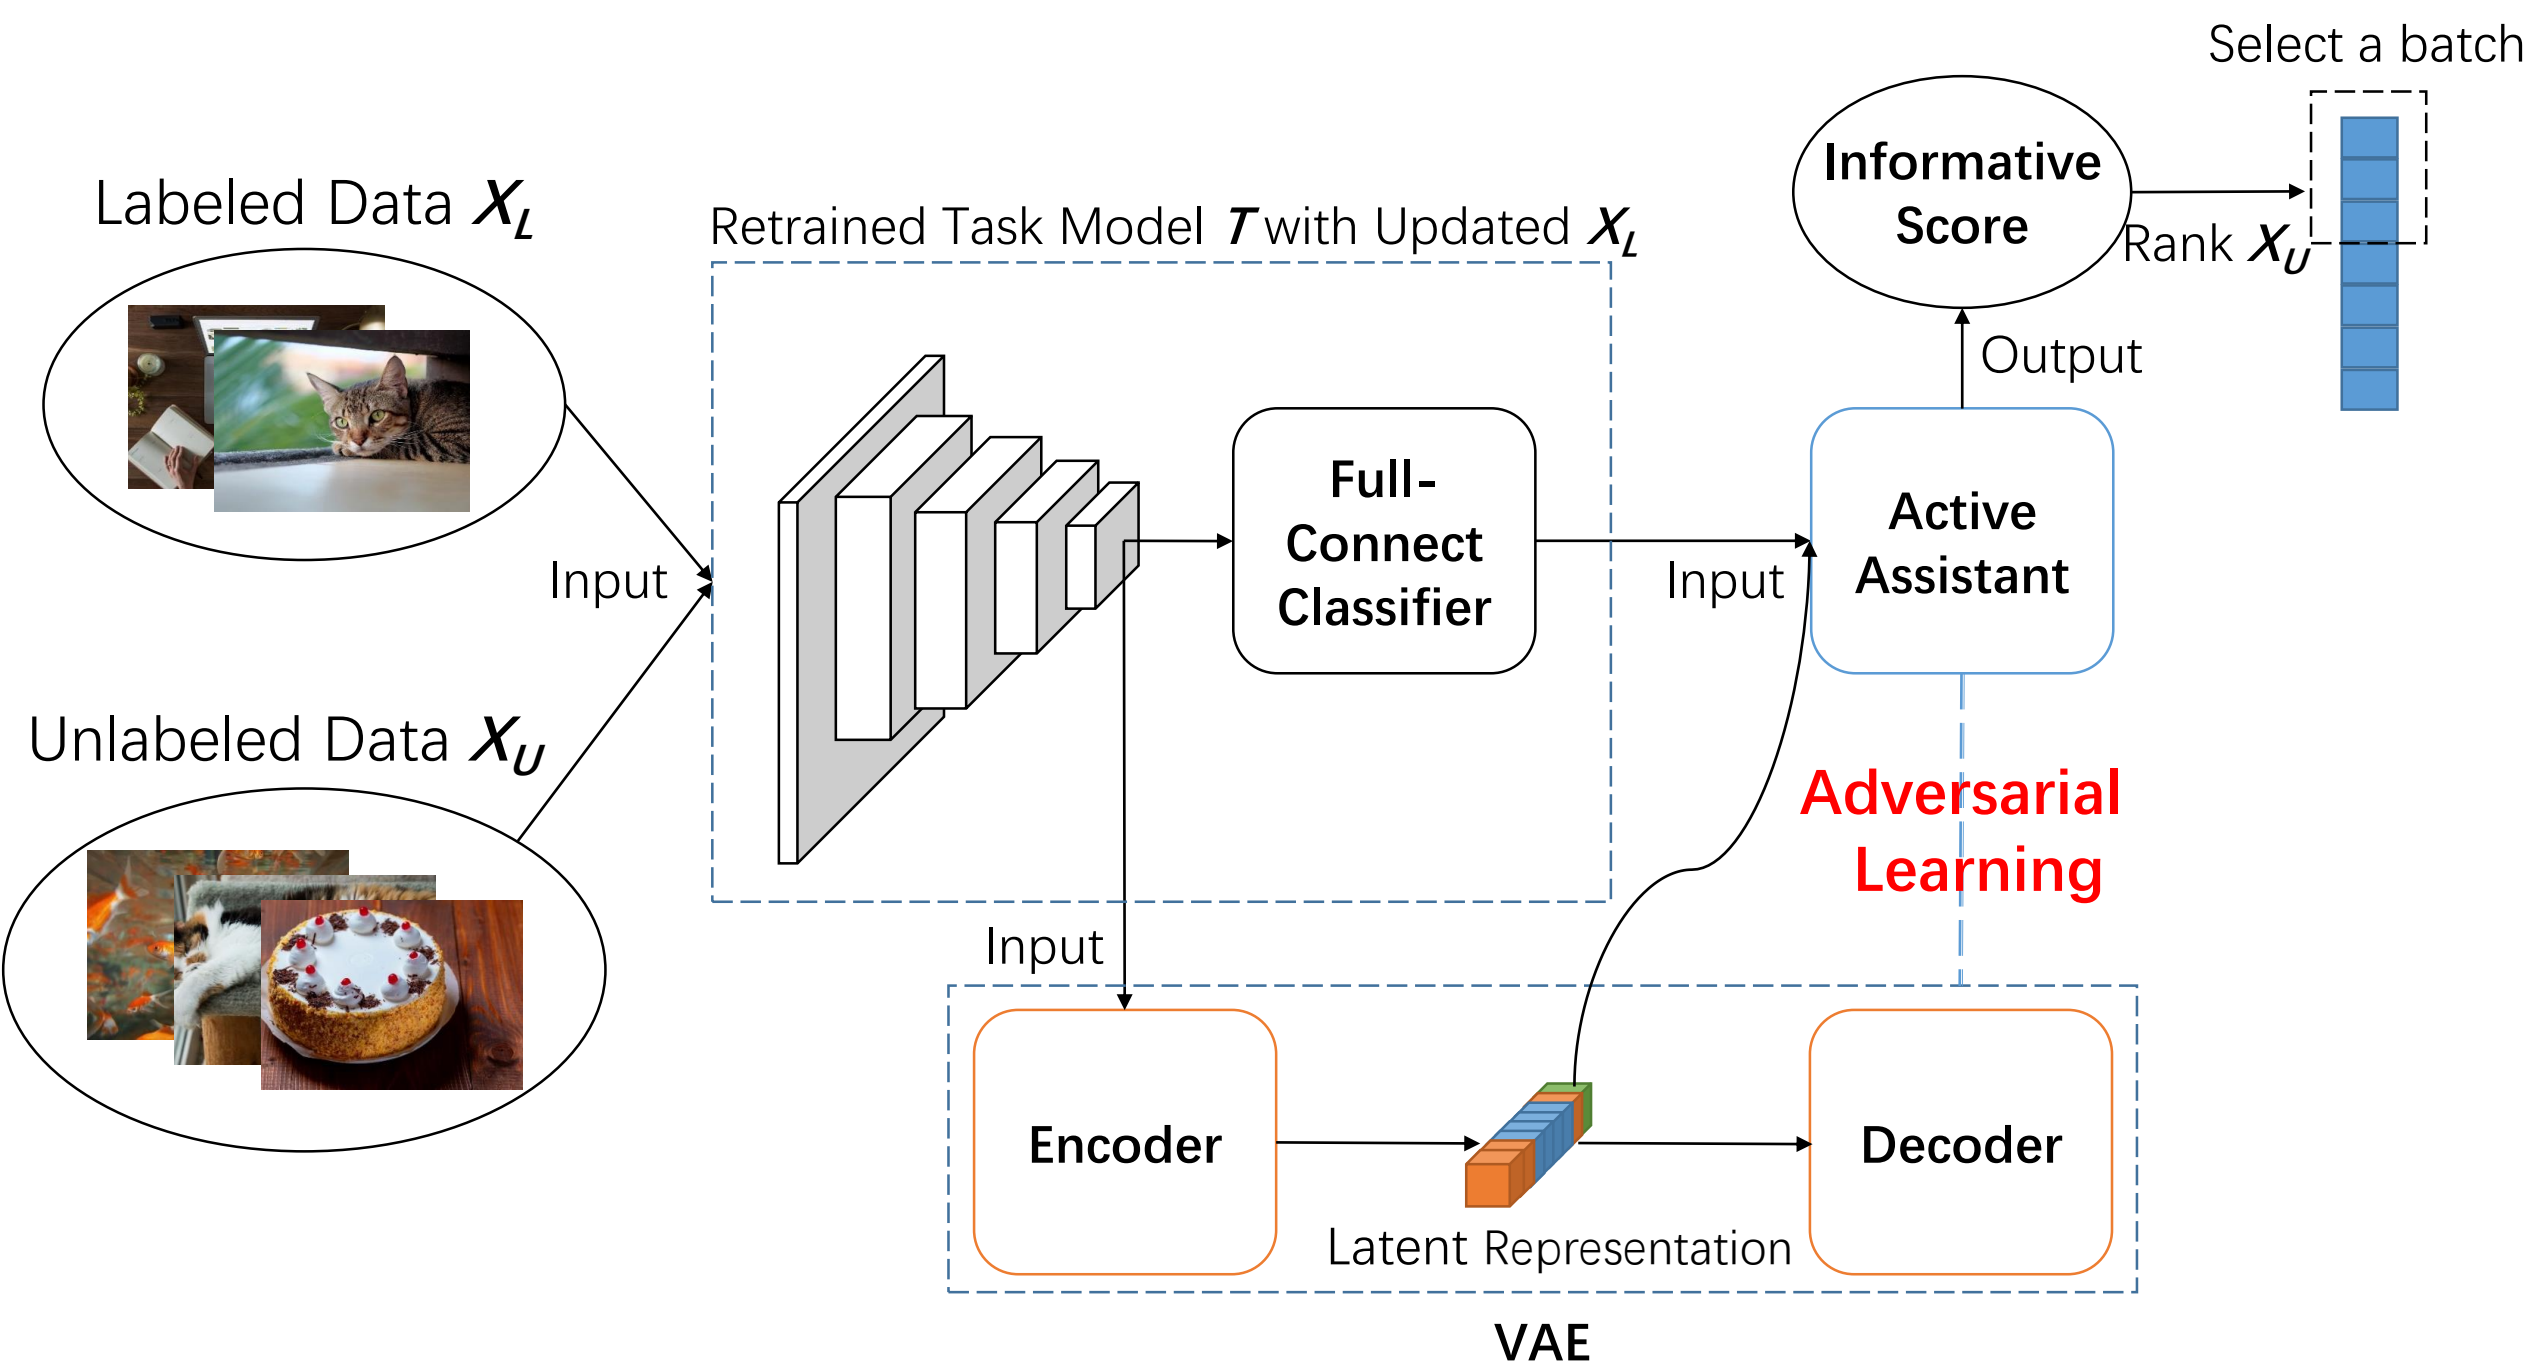 Select a batch
Informative
Score
Rank X_U
Labeled Data X_L
Retrained Task Model T with Updated X_L
Output
Full-
Connect
Classifier
Active
Assistant
Input
Input
Unlabeled Data X_U
Adversarial
Learning
Input
Encoder
Decoder
Latent Representation
VAE